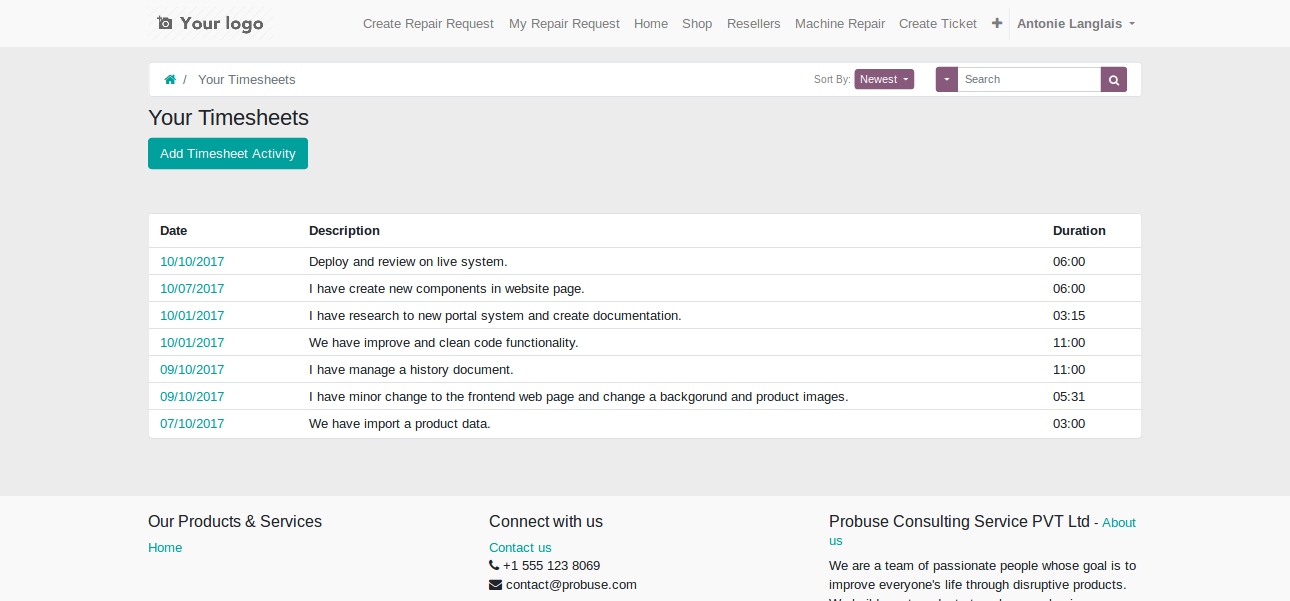 Your logo
Create Repair Request My Repair Request Home Shop Resellers Machine Repair Create Ticket + Antonie Langlais
/ Your Timesheets
Sort By: Newest Search
Your Timesheets
Add Timesheet Activity
Date Description Duration
10/10/2017 Deploy and review on live system. 06:00
10/07/2017 I have create new components in website page. 06:00
10/01/2017 I have research to new portal system and create documentation. 03:15
10/01/2017 We have improve and clean code functionality. 11:00
09/10/2017 I have manage a history document. 11:00
09/10/2017 I have minor change to the frontend web page and change a backgorund and product images. 05:31
07/10/2017 We have import a product data. 03:00
Our Products & Services
Home
Connect with us
Contact us
+1 555 123 8069
contact@probuse.com
Probuse Consulting Service PVT Ltd - About
us
We are a team of passionate people whose goal is to
improve everyone's life through disruptive products.